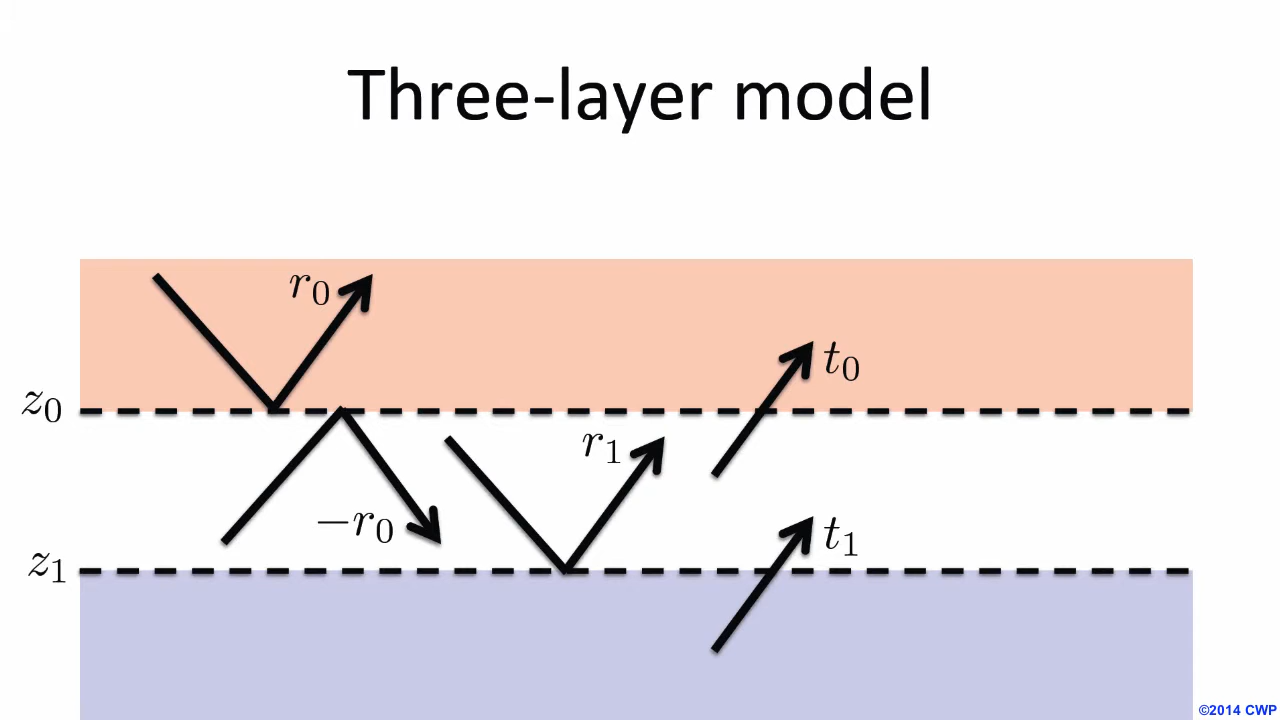 Three-layer model
r₀
t₀
z₀
r₁
−r₀
t₁
z₁
©2014 CWP